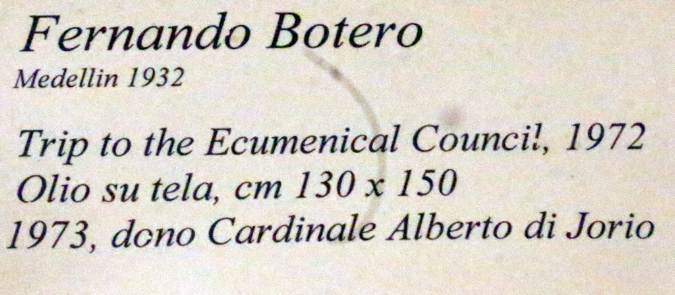 Fernando Botero
Medellin 1932
Trip to the Ecumenical Council, 1972
Olio su tela, cm 130 x 150
1973, dono Cardinale Alberto di Jorio